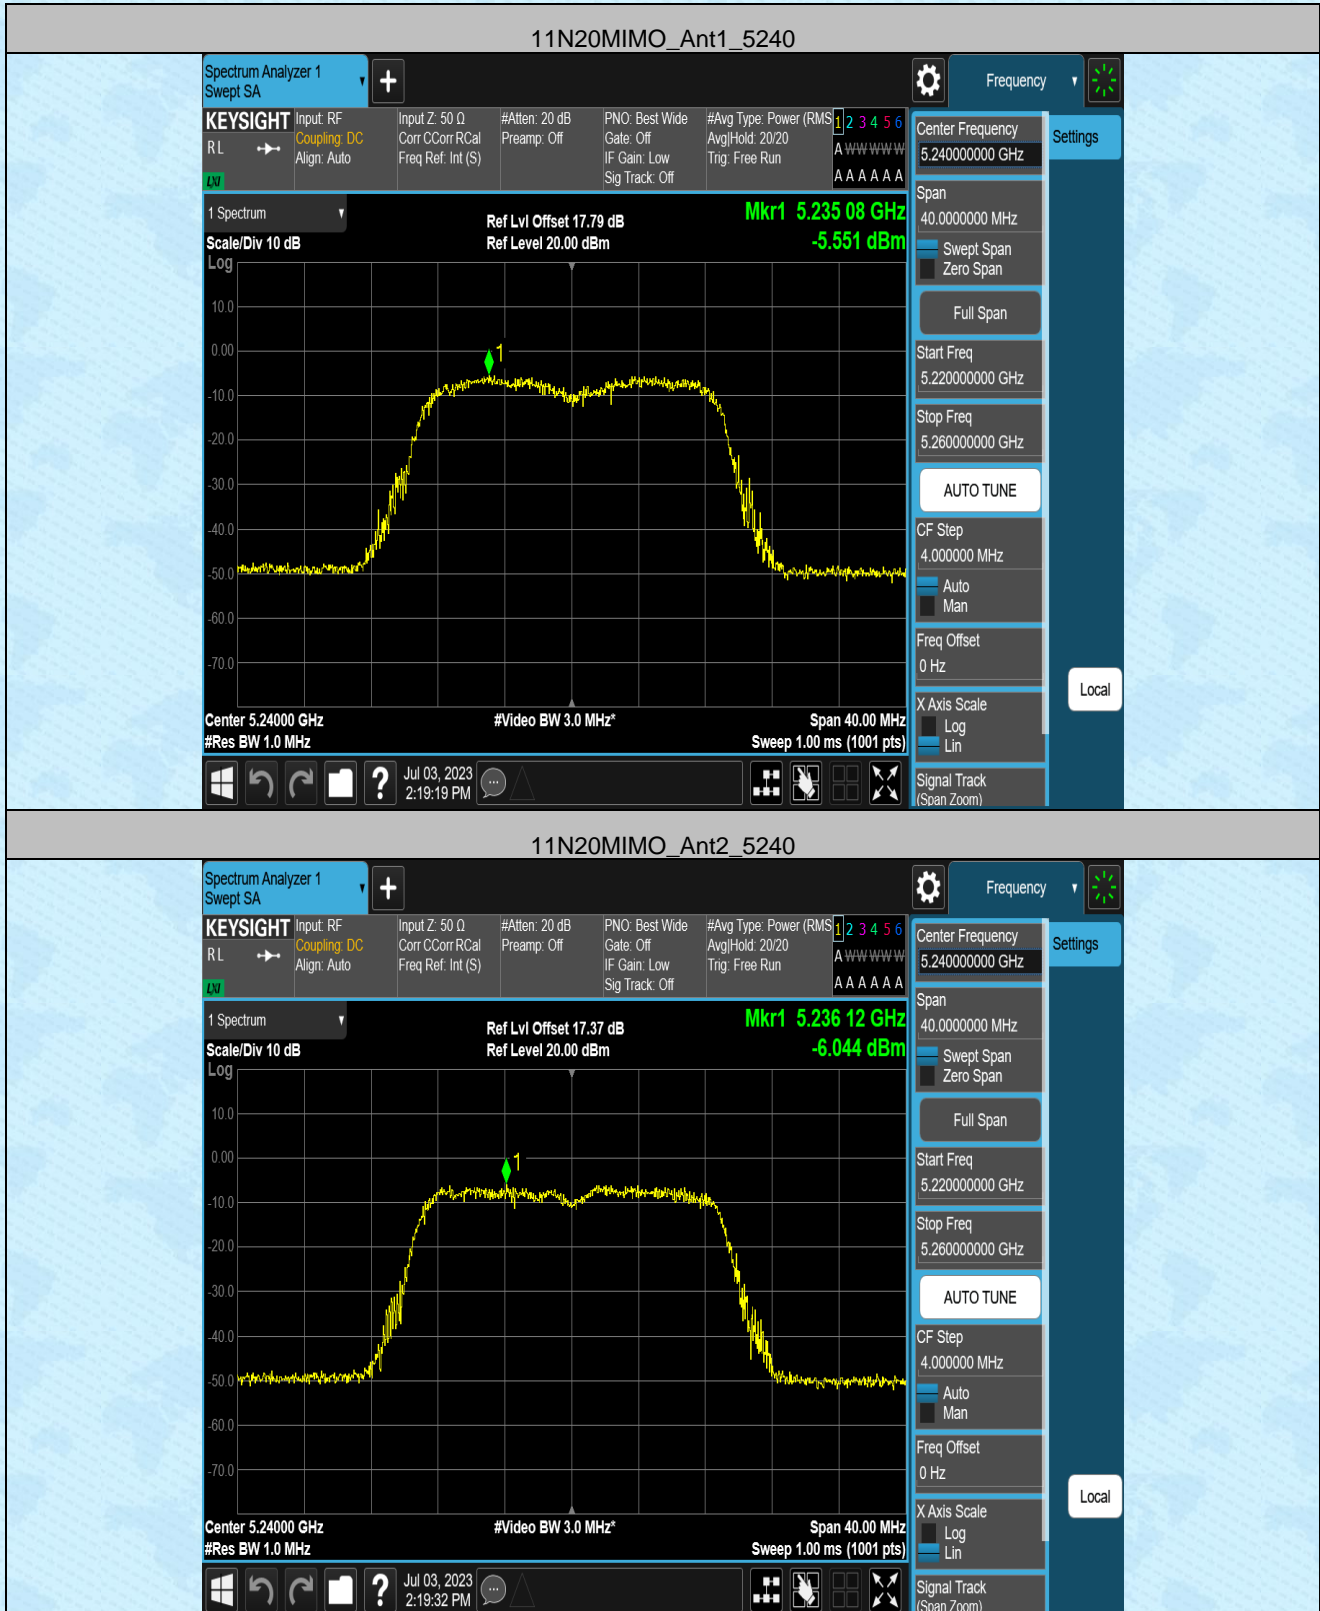 11N20MIMO_Ant1_5240
Spectrum Analyzer 1
Swept SA
Frequency
KEYSIGHT
R L
LXI
Input: RF
Coupling: DC
Align: Auto
Input Z: 50 Ω
Corr CCorr RCal
Freq Ref: Int (S)
#Atten: 20 dB
Preamp: Off
PNO: Best Wide
Gate: Off
IF Gain: Low
Sig Track: Off
#Avg Type: Power (RMS
Avg|Hold: 20/20
Trig: Free Run
1 2 3 4 5 6
A W W W W W
A A A A A A
1 Spectrum
Scale/Div 10 dB
Log
Ref Lvl Offset 17.79 dB
Ref Level 20.00 dBm
Mkr1 5.235 08 GHz
-5.551 dBm
1
10.0
0.00
-10.0
-20.0
-30.0
-40.0
-50.0
-60.0
-70.0
Center 5.24000 GHz
#Res BW 1.0 MHz
#Video BW 3.0 MHz*
Span 40.00 MHz
Sweep 1.00 ms (1001 pts)
Jul 03, 2023
2:19:19 PM
Center Frequency
5.240000000 GHz
Span
40.0000000 MHz
Swept Span
Zero Span
Full Span
Start Freq
5.220000000 GHz
Stop Freq
5.260000000 GHz
AUTO TUNE
CF Step
4.000000 MHz
Auto
Man
Freq Offset
0 Hz
X Axis Scale
Log
Lin
Signal Track
(Span Zoom)
Settings
Local
11N20MIMO_Ant2_5240
Spectrum Analyzer 1
Swept SA
Frequency
KEYSIGHT
R L
LXI
Input: RF
Coupling: DC
Align: Auto
Input Z: 50 Ω
Corr CCorr RCal
Freq Ref: Int (S)
#Atten: 20 dB
Preamp: Off
PNO: Best Wide
Gate: Off
IF Gain: Low
Sig Track: Off
#Avg Type: Power (RMS
Avg|Hold: 20/20
Trig: Free Run
1 2 3 4 5 6
A W W W W W
A A A A A A
1 Spectrum
Scale/Div 10 dB
Log
Ref Lvl Offset 17.37 dB
Ref Level 20.00 dBm
Mkr1 5.236 12 GHz
-6.044 dBm
1
10.0
0.00
-10.0
-20.0
-30.0
-40.0
-50.0
-60.0
-70.0
Center 5.24000 GHz
#Res BW 1.0 MHz
#Video BW 3.0 MHz*
Span 40.00 MHz
Sweep 1.00 ms (1001 pts)
Jul 03, 2023
2:19:32 PM
Center Frequency
5.240000000 GHz
Span
40.0000000 MHz
Swept Span
Zero Span
Full Span
Start Freq
5.220000000 GHz
Stop Freq
5.260000000 GHz
AUTO TUNE
CF Step
4.000000 MHz
Auto
Man
Freq Offset
0 Hz
X Axis Scale
Log
Lin
Signal Track
(Span Zoom)
Settings
Local